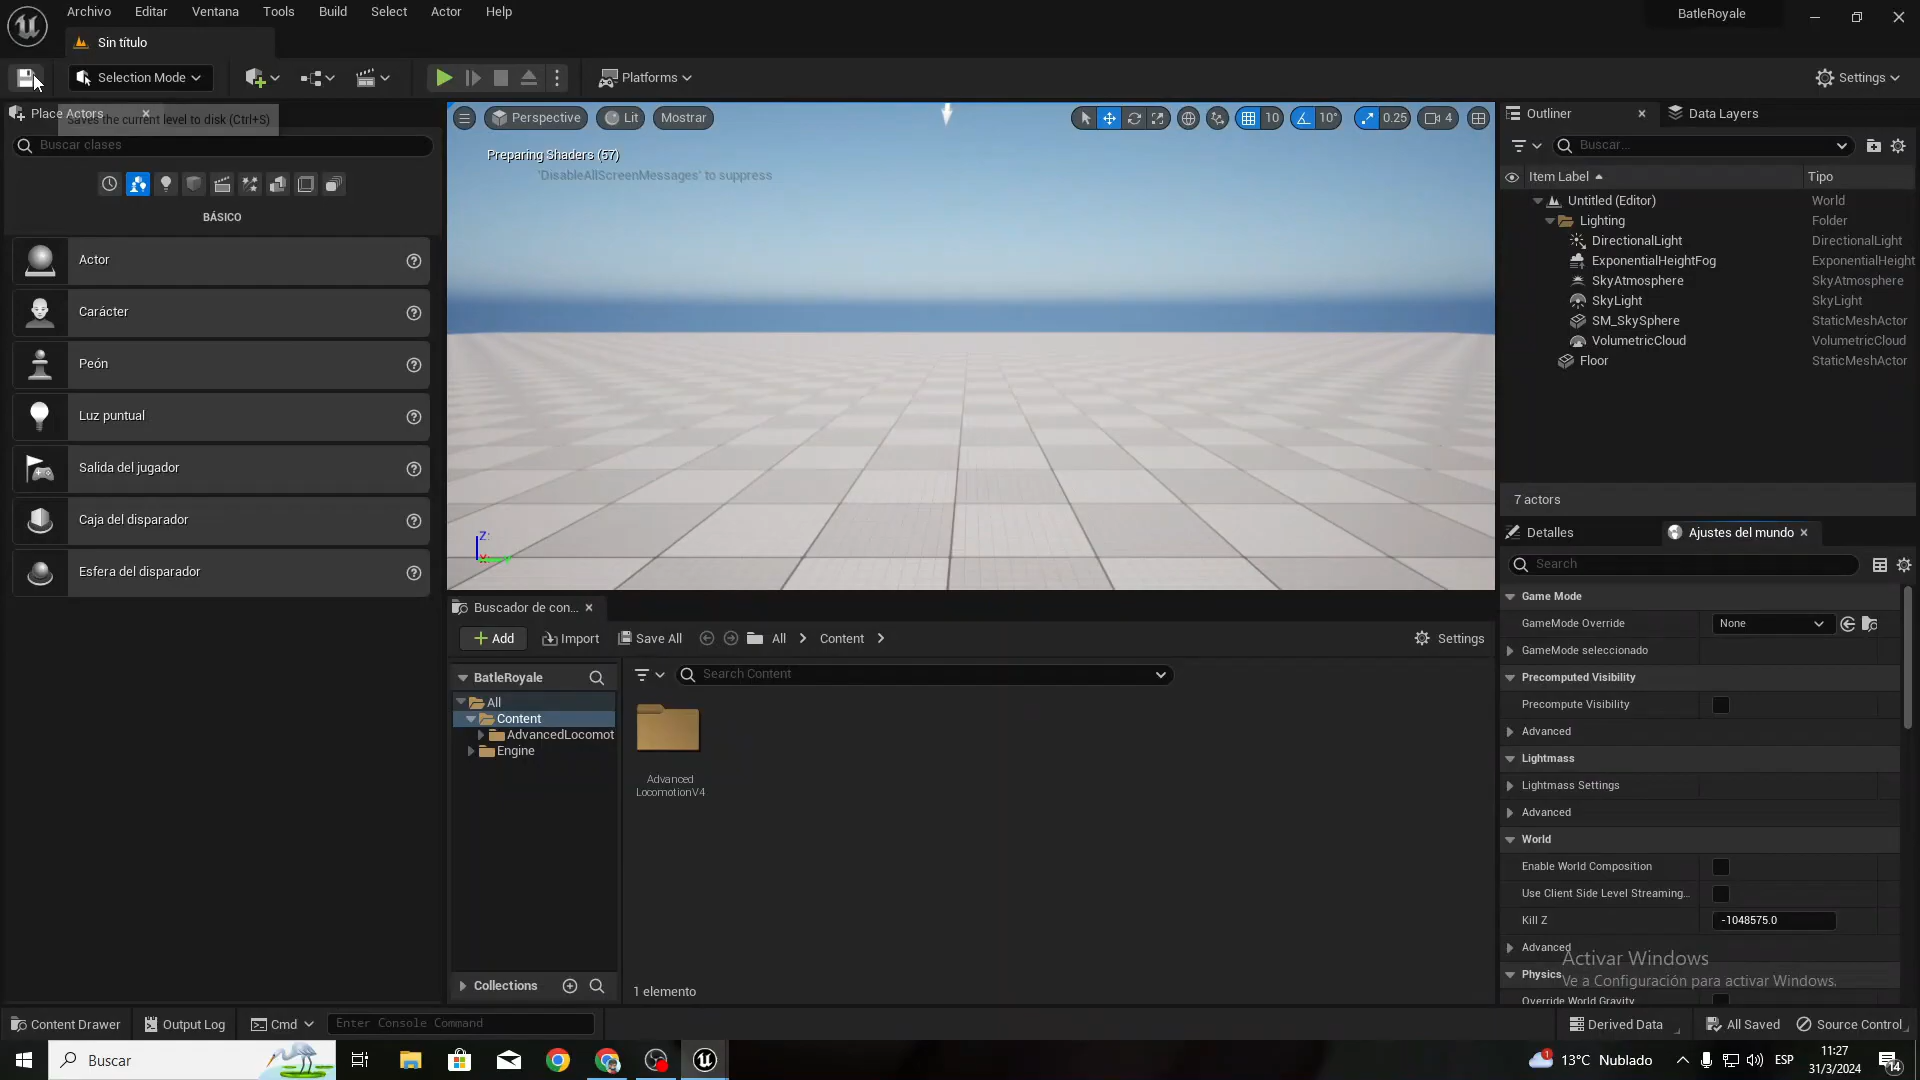 Archivo Editar Ventana Tools Build Select Actor Help
BatleRoyale
Sin título
Selection Mode
Platforms
Settings
Place Actors
Saves the current level to disk (Ctrl+S)
Buscar clases
BÁSICO
Actor
Carácter
Peón
Luz puntual
Salida del jugador
Caja del disparador
Esfera del disparador
Perspective Lit Mostrar
10 10° 0.25 4
Preparing Shaders (57)
'DisableAllScreenMessages' to suppress
Z
X
Outliner Data Layers
Buscar...
Item Label Tipo
Untitled (Editor) World
Lighting Folder
DirectionalLight DirectionalLight
ExponentialHeightFog ExponentialHeight
SkyAtmosphere SkyAtmosphere
SkyLight SkyLight
SM_SkySphere StaticMeshActor
VolumetricCloud VolumetricCloud
Floor StaticMeshActor
7 actors
Detalles Ajustes del mundo
Search
Game Mode
GameMode Override None
GameMode seleccionado
Precomputed Visibility
Precompute Visibility
Advanced
Lightmass
Lightmass Settings
Advanced
World
Enable World Composition
Use Client Side Level Streaming...
Kill Z -1048575.0
Advanced
Physics
Override World Gravity
Activar Windows
Ve a Configuración para activar Windows.
Buscador de con...
Add Import Save All All Content Settings
BatleRoyale
Search Content
All
Content
AdvancedLocomot
Engine
Advanced
LocomotionV4
Collections
1 elemento
Content Drawer Output Log Cmd Enter Console Command Derived Data All Saved Source Control
Buscar
13°C Nublado
ESP
11:27
31/3/2024
14
1